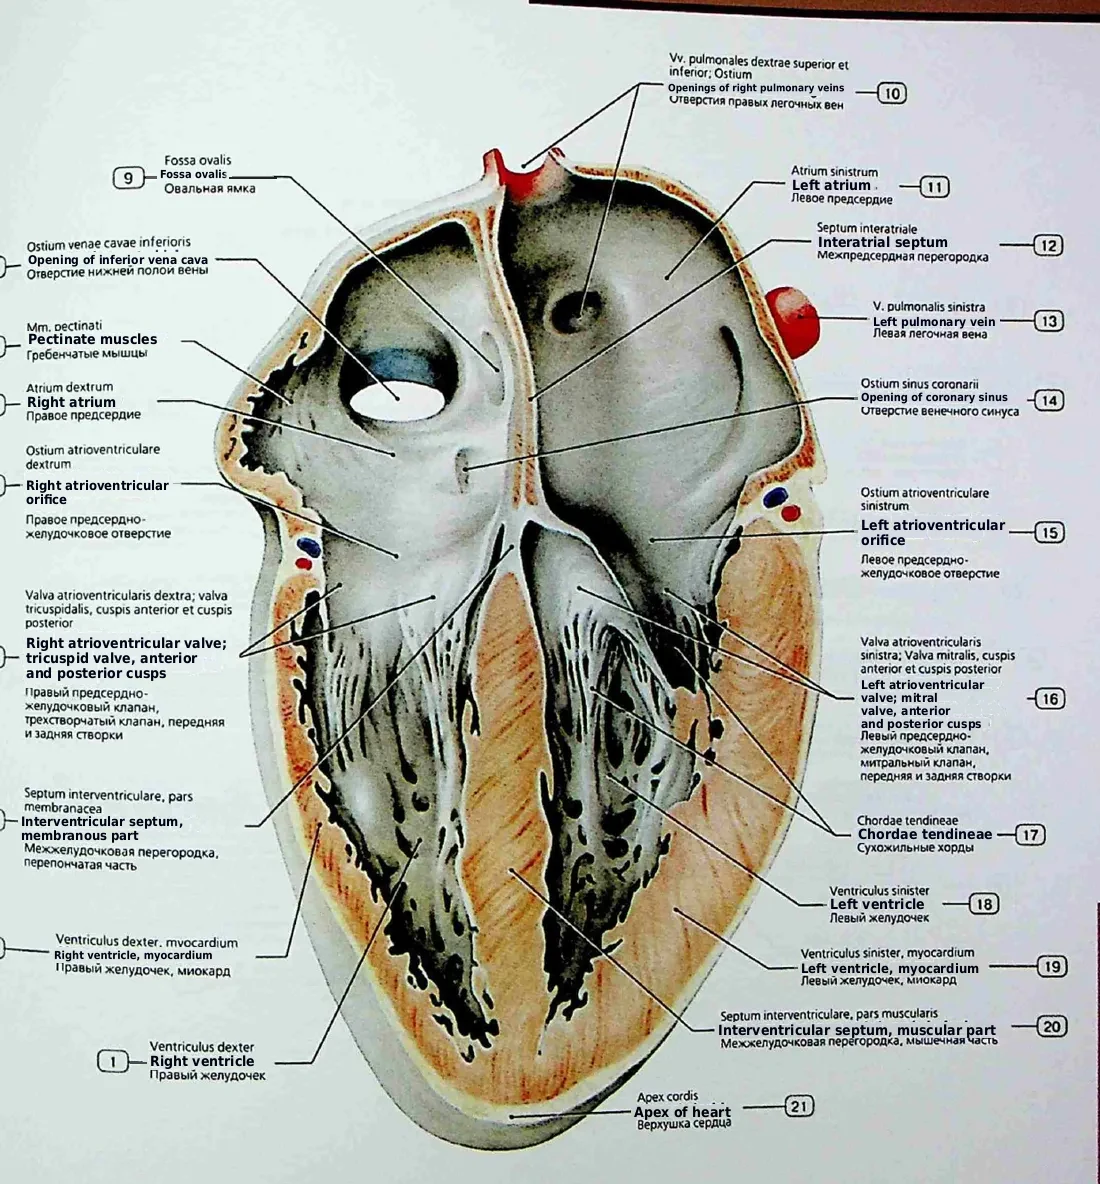 Vv. pulmonales dextrae superior et
inferior; Ostium
Openings of right pulmonary veins
Отверстия правых легочных вен
10
Fossa ovalis
Fossa ovalis
Овальная ямка
9
Atrium sinistrum
Left atrium
Левое предсердие
11
Septum interatriale
Interatrial septum
Межпредсердная перегородка
12
Ostium venae cavae inferioris
Opening of inferior vena cava
Отверстие нижней полой вены
V. pulmonalis sinistra
Left pulmonary vein
Левая легочная вена
13
Mm. pectinati
Pectinate muscles
Гребенчатые мышцы
Atrium dextrum
Right atrium
Правое предсердие
Ostium sinus coronarii
Opening of coronary sinus
Отверстие венечного синуса
14
Ostium atrioventriculare
dextrum
Right atrioventricular
orifice
Правое предсердно-
желудочковое отверстие
Ostium atrioventriculare
sinistrum
Left atrioventricular
orifice
Левое предсердно-
желудочковое отверстие
15
Valva atrioventricularis dextra; valva
tricuspidalis, cuspis anterior et cuspis
posterior
Right atrioventricular valve;
tricuspid valve, anterior
and posterior cusps
Правый предсердно-
желудочковый клапан,
трехстворчатый клапан, передняя
и задняя створки
Valva atrioventricularis
sinistra; Valva mitralis, cuspis
anterior et cuspis posterior
Left atrioventricular
valve; mitral
valve, anterior
and posterior cusps
Левый предсердно-
желудочковый клапан,
митральный клапан,
передняя и задняя створки
16
Septum interventriculare, pars
membranacea
Interventricular septum,
membranous part
Межжелудочковая перегородка,
перепончатая часть
Chordae tendineae
Chordae tendineae
Сухожильные хорды
17
Ventriculus sinister
Left ventricle
Левый желудочек
18
Ventriculus dexter, myocardium
Right ventricle, myocardium
Правый желудочек, миокард
Ventriculus sinister, myocardium
Left ventricle, myocardium
Левый желудочек, миокард
19
Septum interventriculare, pars muscularis
Interventricular septum, muscular part
Межжелудочковая перегородка, мышечная часть
20
Ventriculus dexter
Right ventricle
Правый желудочек
1
Apex cordis
Apex of heart
Верхушка сердца
21